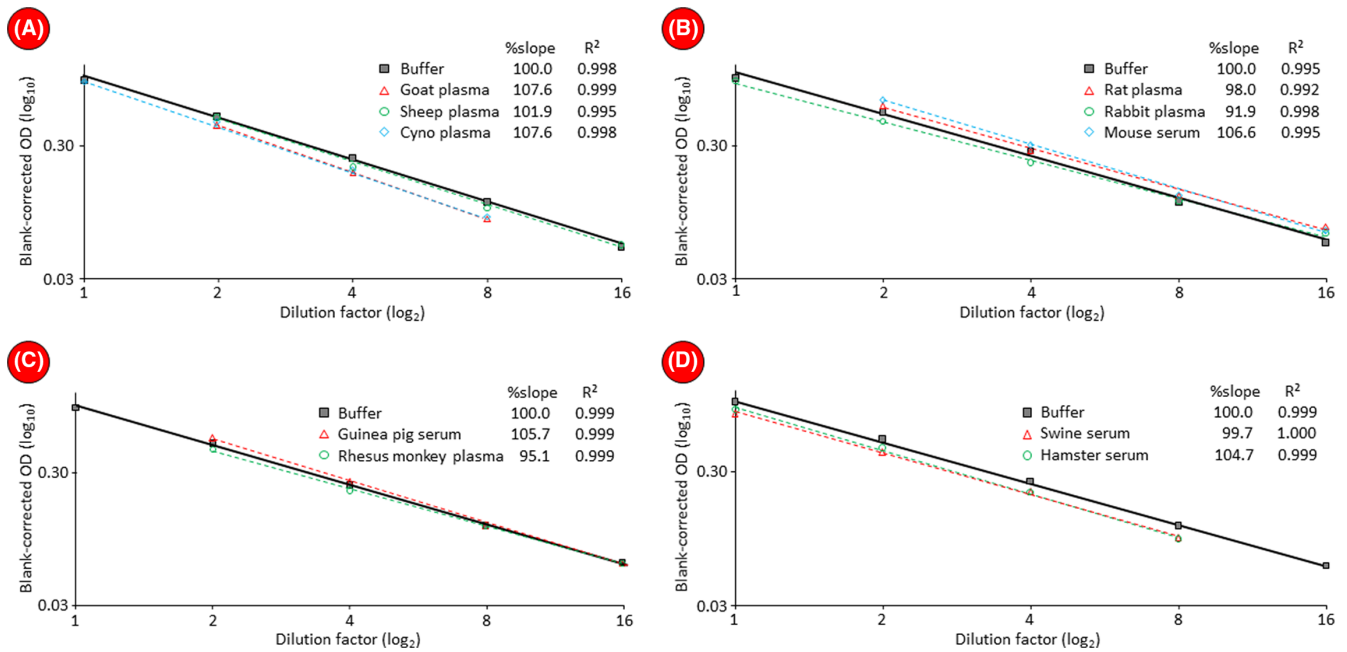 (A)
%slope R²
Buffer 100.0 0.998
Goat plasma 107.6 0.999
Sheep plasma 101.9 0.995
Cyno plasma 107.6 0.998
Blank-corrected OD (log₁₀)
0.30
0.03
1 2 4 8 16
Dilution factor (log₂)
(B)
%slope R²
Buffer 100.0 0.995
Rat plasma 98.0 0.992
Rabbit plasma 91.9 0.998
Mouse serum 106.6 0.995
Blank-corrected OD (log₁₀)
0.30
0.03
1 2 4 8 16
Dilution factor (log₂)
(C)
%slope R²
Buffer 100.0 0.999
Guinea pig serum 105.7 0.999
Rhesus monkey plasma 95.1 0.999
Blank-corrected OD (log₁₀)
0.30
0.03
1 2 4 8 16
Dilution factor (log₂)
(D)
%slope R²
Buffer 100.0 0.999
Swine serum 99.7 1.000
Hamster serum 104.7 0.999
Blank-corrected OD (log₁₀)
0.30
0.03
1 2 4 8 16
Dilution factor (log₂)